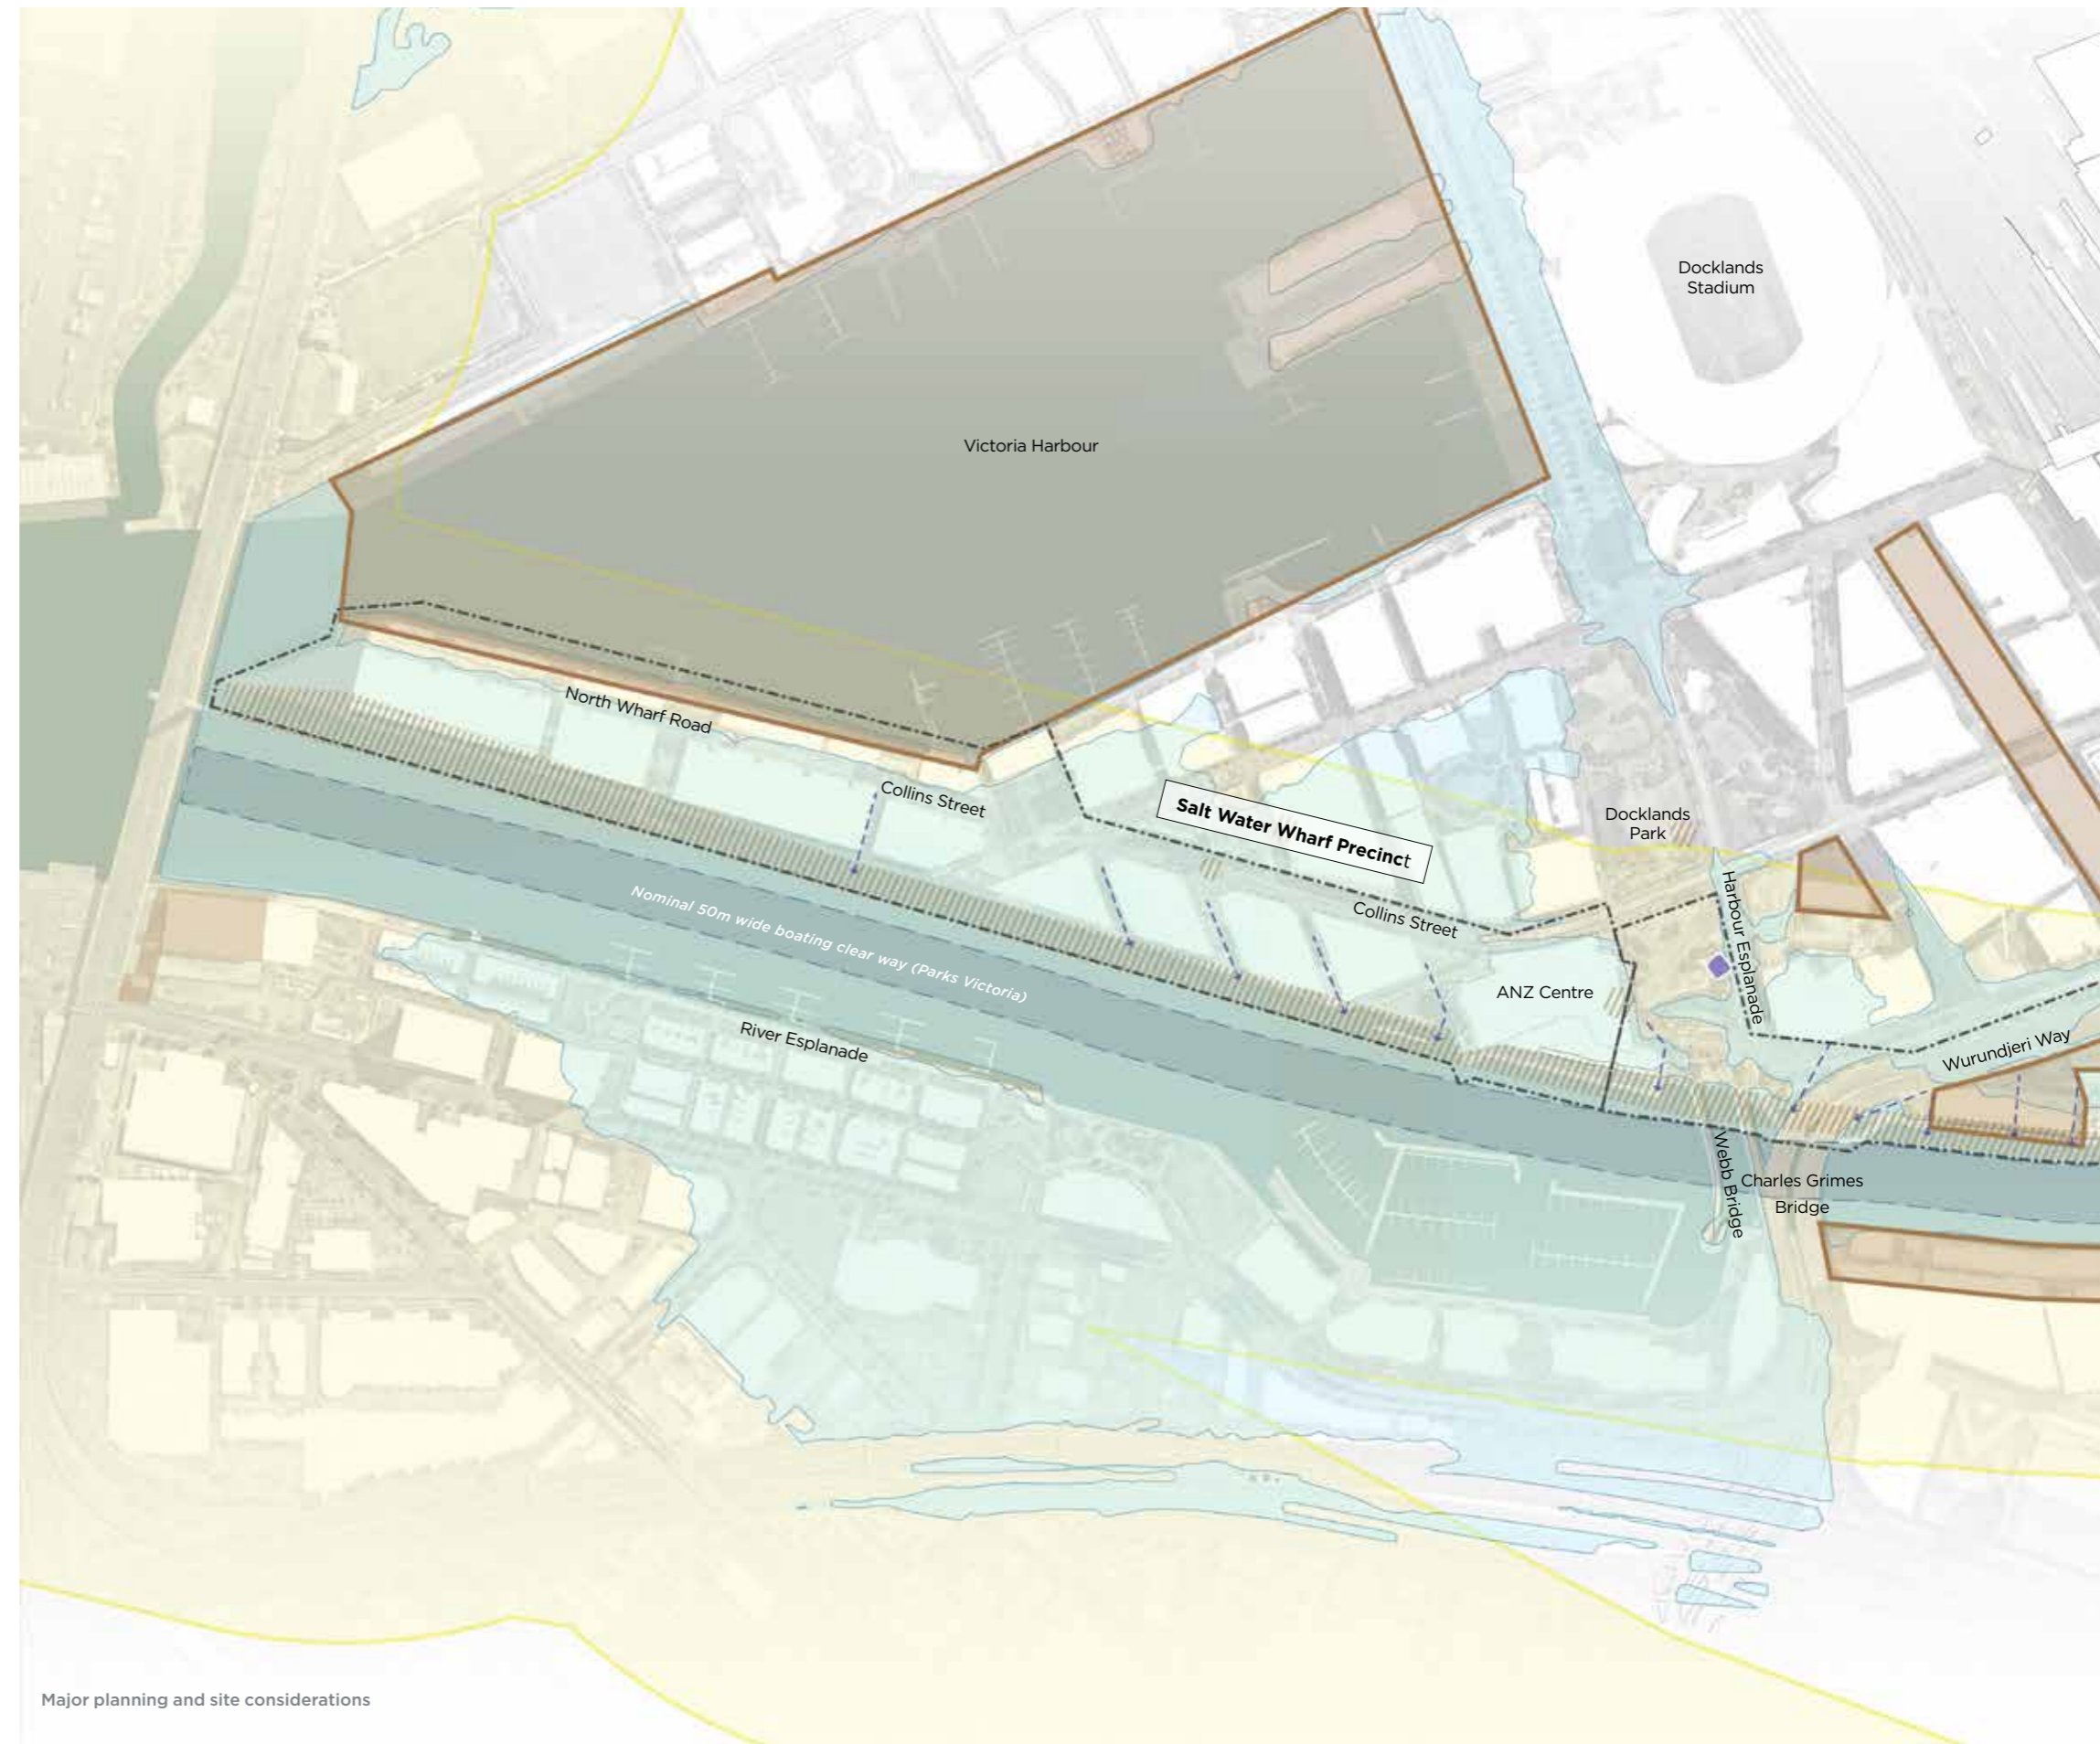 Docklands
Stadium
Victoria Harbour
North Wharf Road
Collins Street
Salt Water Wharf Precinct
Docklands
Park
Collins Street
Harbour Esplanade
Nominal 50m wide boating clear way (Parks Victoria)
ANZ Centre
River Esplanade
Wurundjeri Way
Webb Bridge
Charles Grimes
Bridge
Major planning and site considerations